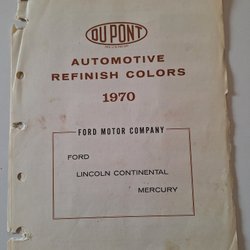 DU PONT
AUTOMOTIVE
REFINISH COLORS
1970
FORD MOTOR COMPANY
FORD
LINCOLN CONTINENTAL
MERCURY